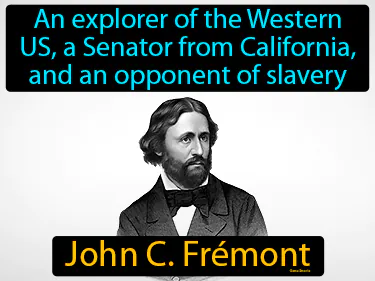 An explorer of the Western
US, a Senator from California,
and an opponent of slavery
John C. Frémont